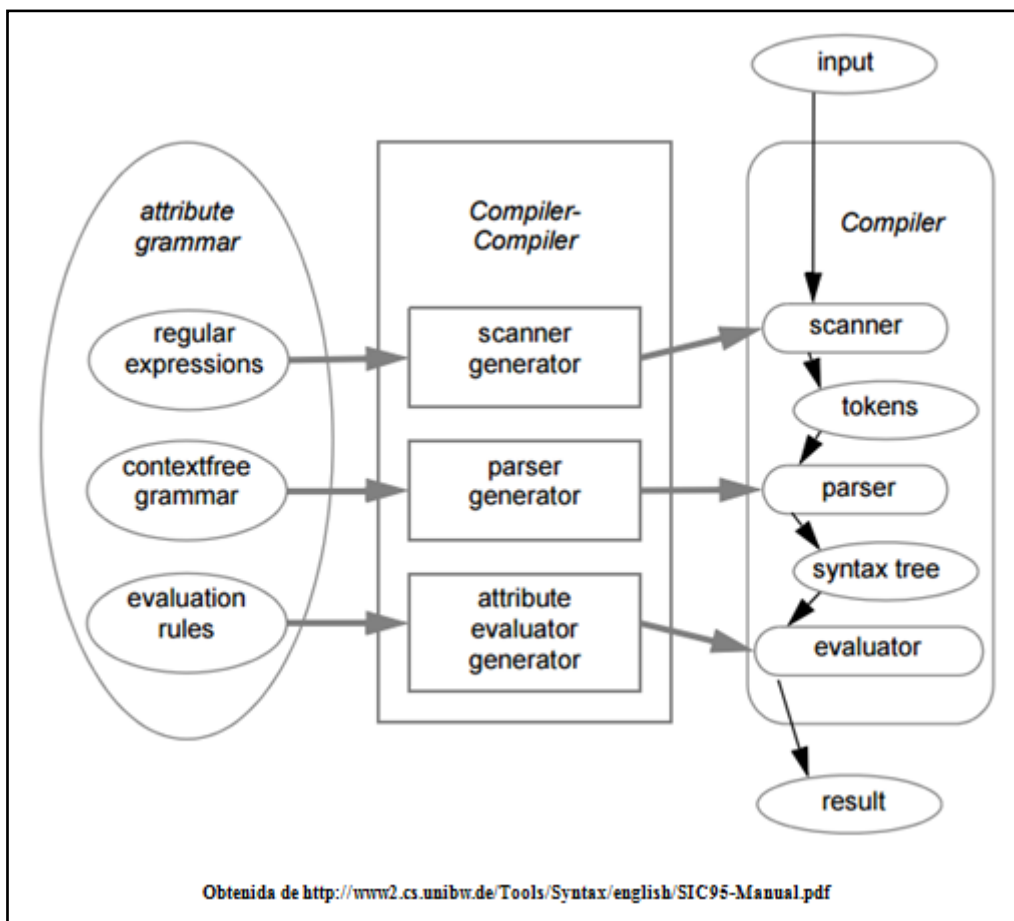 input
attribute
grammar
Compiler-
Compiler
Compiler
regular
expressions
scanner
generator
scanner
tokens
contextfree
grammar
parser
generator
parser
syntax tree
evaluation
rules
attribute
evaluator
generator
evaluator
result
Obtenida de http://www2.cs.unibw.de/Tools/Syntax/english/SIC95-Manual.pdf